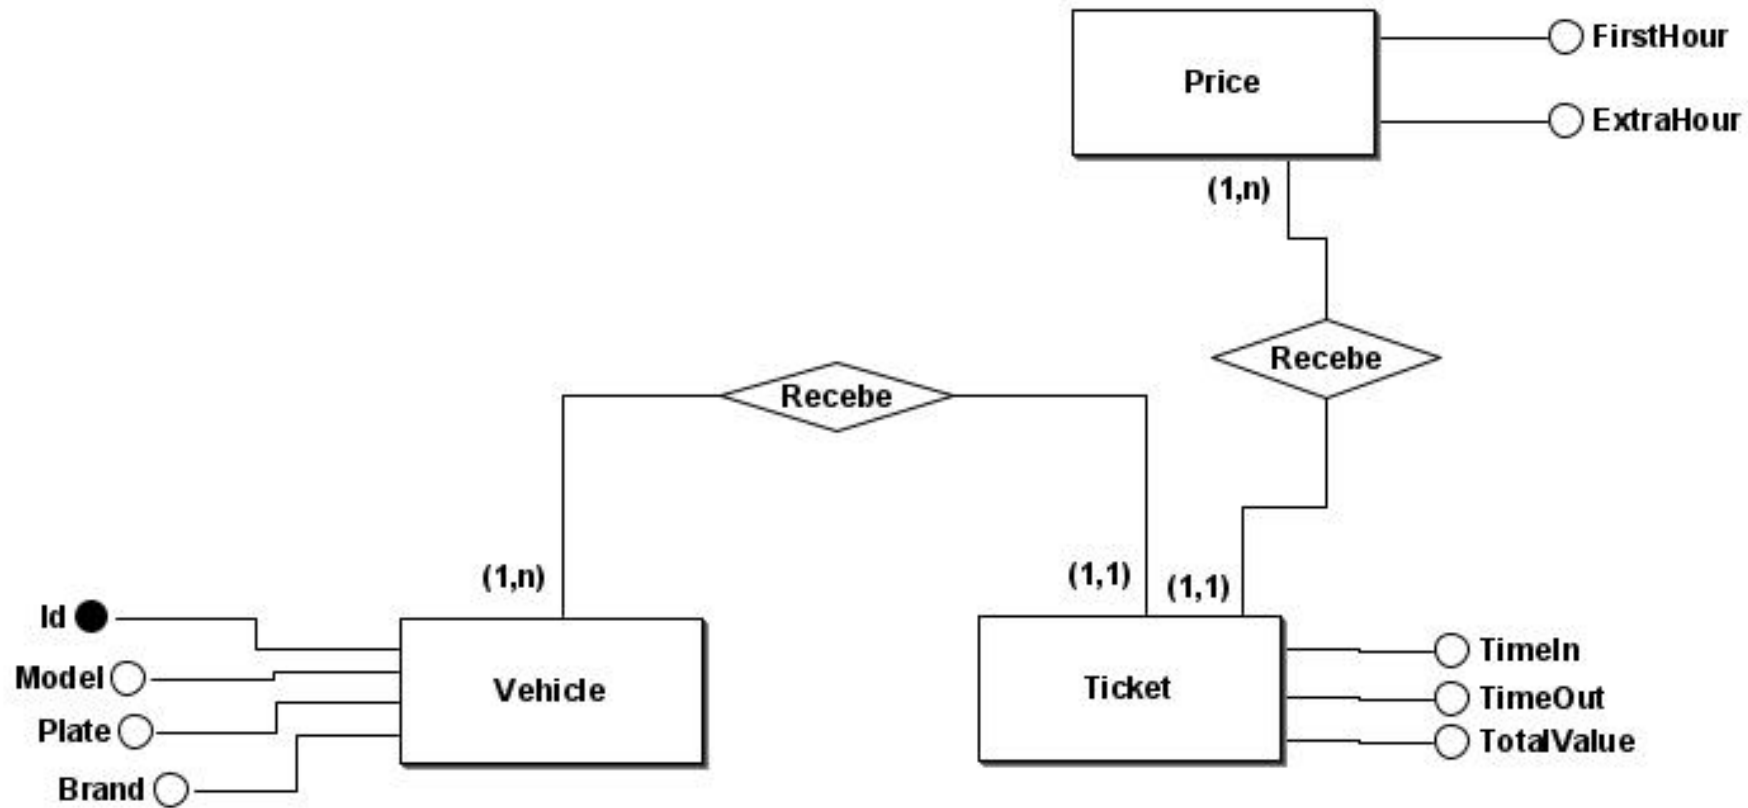 FirstHour
Price
ExtraHour
(1,n)
Recebe
Recebe
(1,n)
(1,1)
(1,1)
Id
Model
Plate
Brand
Vehicle
Ticket
TimeIn
TimeOut
TotalValue